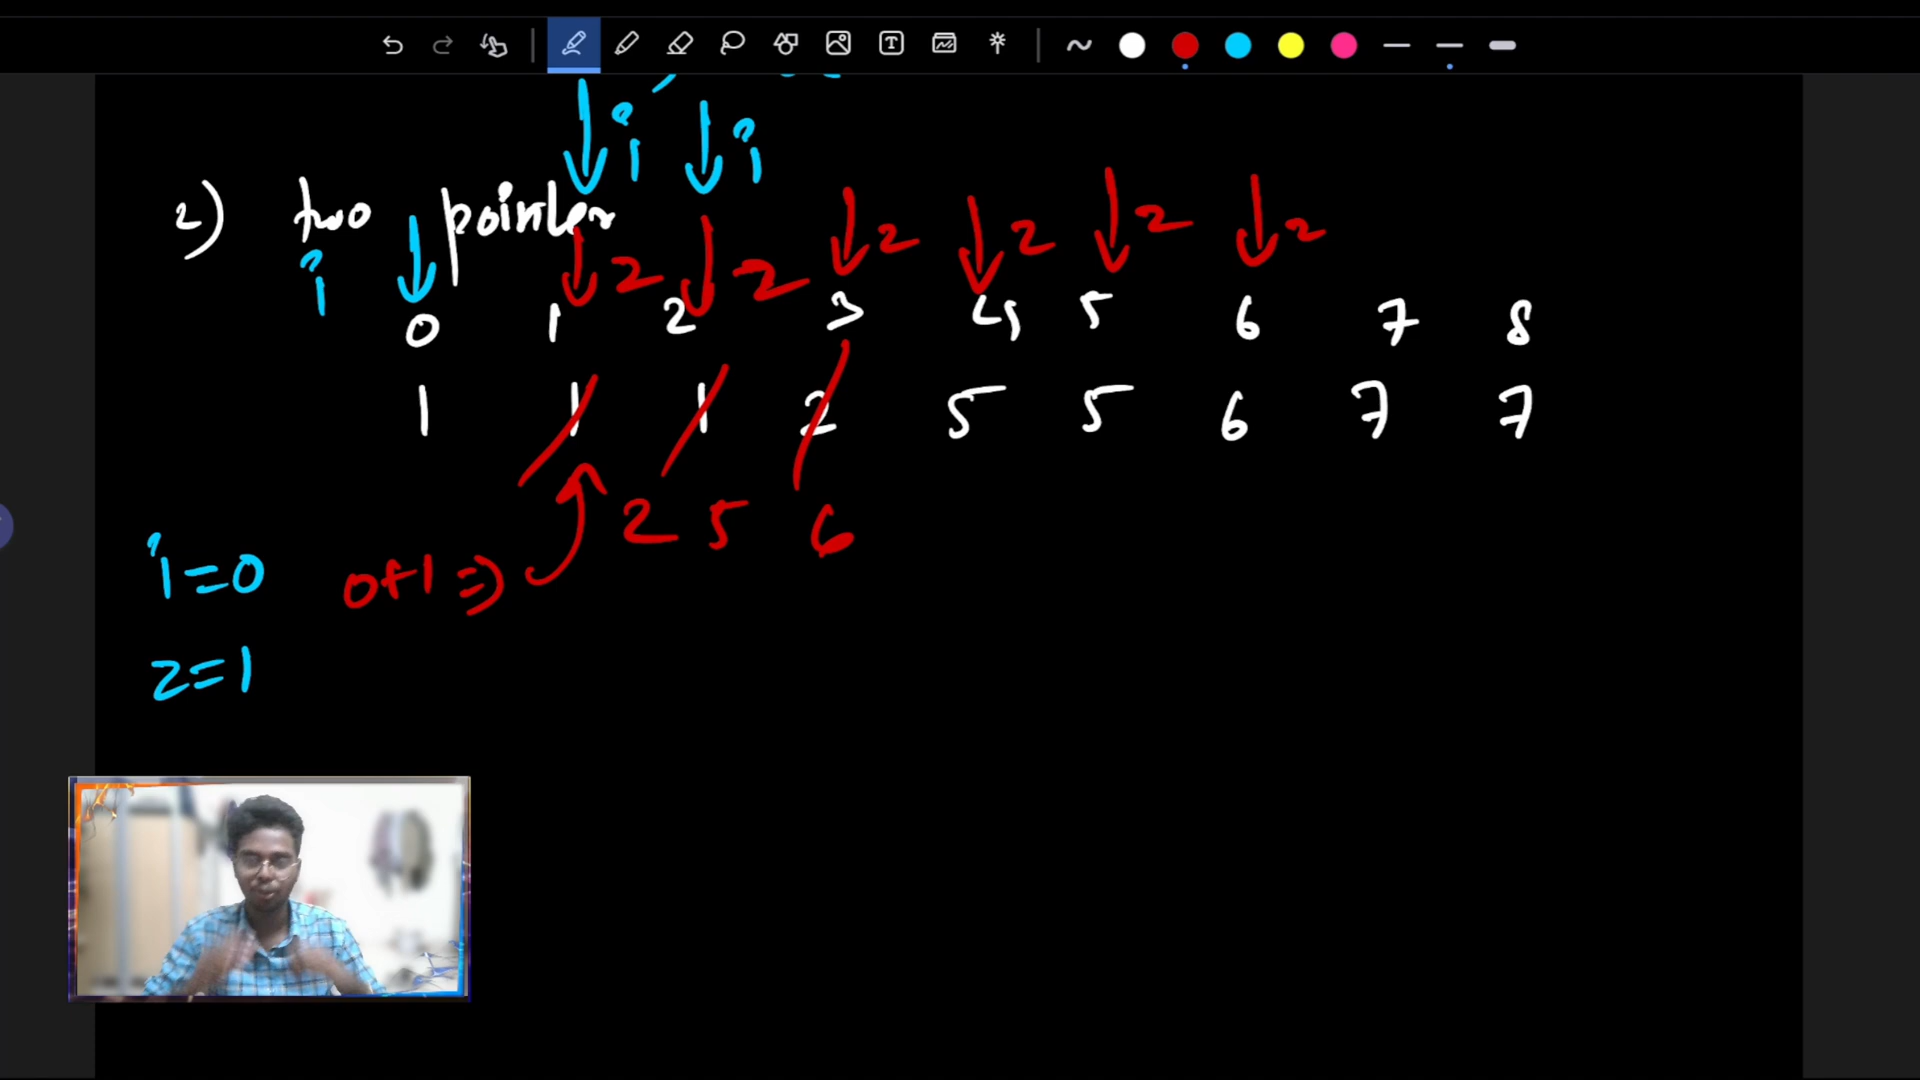 i i
2) two pointer 2 2 2 2
i 2 2
0 1 2 3 4 5 6 7 8
1 1 1 2 5 5 6 7 7
2 5 6
i=0 0+1 =>
2=1